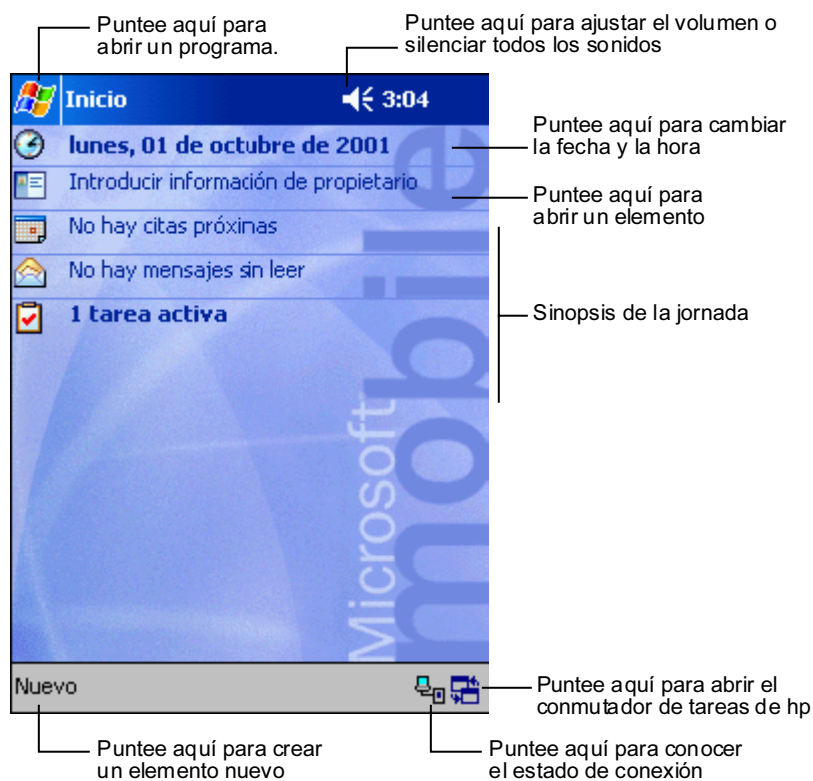 Puntee aquí para
abrir un programa.
Puntee aquí para ajustar el volumen o
silenciar todos los sonidos
Inicio
3:04
lunes, 01 de octubre de 2001
Puntee aquí para cambiar
la fecha y la hora
Introducir información de propietario
Puntee aquí para
abrir un elemento
No hay citas próximas
No hay mensajes sin leer
1 tarea activa
Sinopsis de la jornada
Microsoft
mobile
Nuevo
Puntee aquí para abrir el
conmutador de tareas de hp
Puntee aquí para crear
un elemento nuevo
Puntee aquí para conocer
el estado de conexión